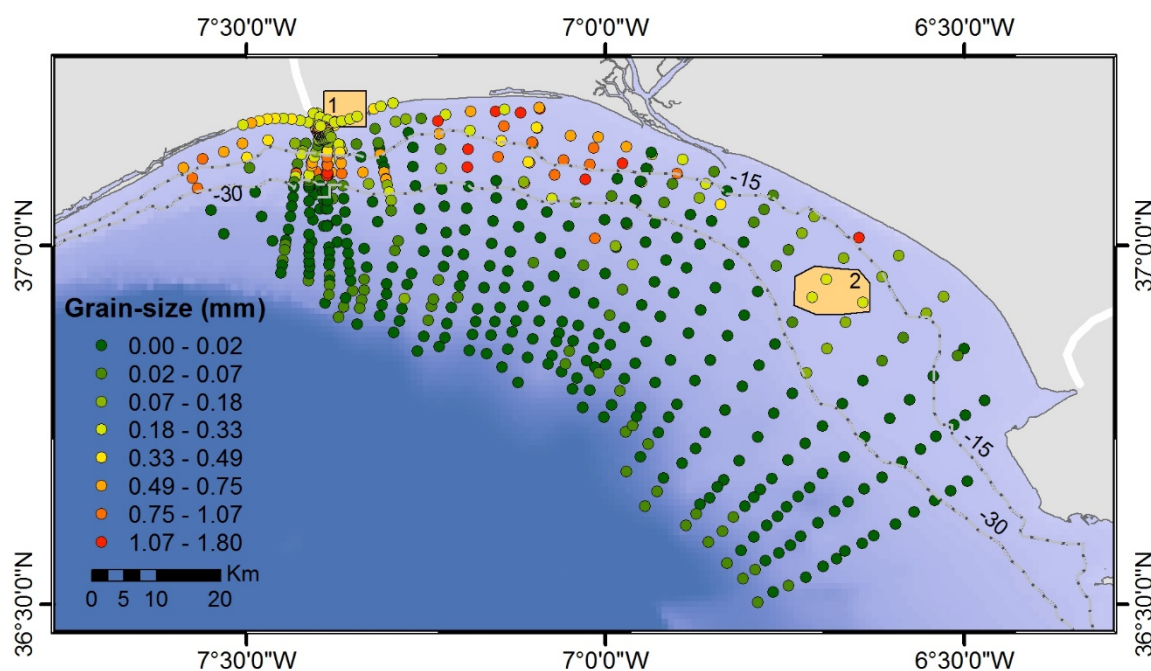 7°30'0"W 7°0'0"W 6°30'0"W
1
-15
-30
37°0'0"N 37°0'0"N
2
Grain-size (mm)
0.00 - 0.02
0.02 - 0.07
0.07 - 0.18
0.18 - 0.33
0.33 - 0.49
0.49 - 0.75
0.75 - 1.07
1.07 - 1.80
-15
-30
Km
0 5 10 20
36°30'0"N 36°30'0"N
7°30'0"W 7°0'0"W 6°30'0"W